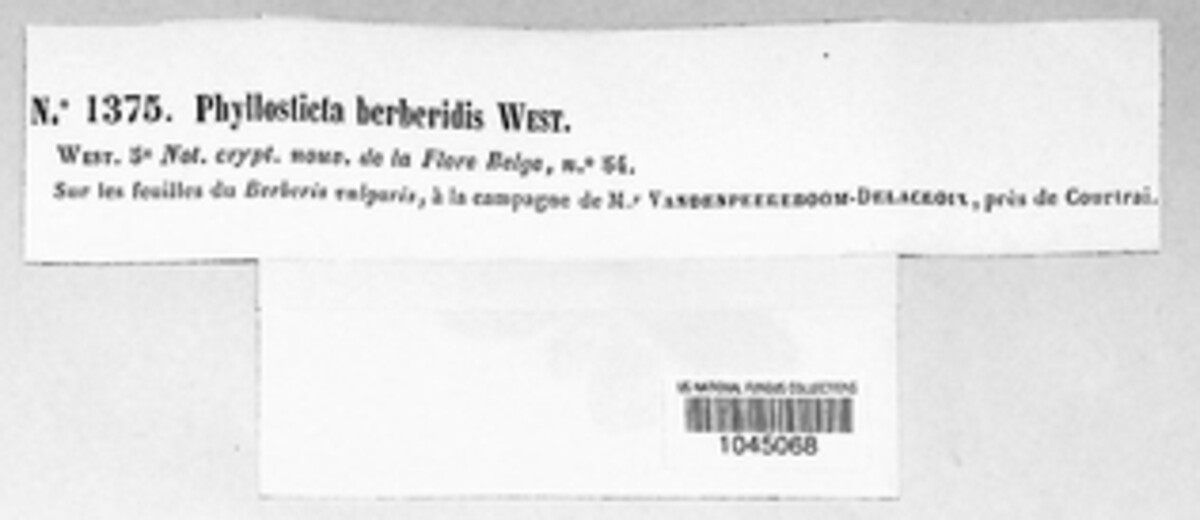 N.° 1375. Phyllosticta berberidis WEST.
WEST. 5e Not. crypt. nouv. de la Flore Belge, n.° 54.
Sur les feuilles du Berberis vulgaris, à la campagne de M.r VANDENPEEREBOOM-DELACROIX, près de Courtrai.
US NATIONAL FUNGUS COLLECTIONS
1045068